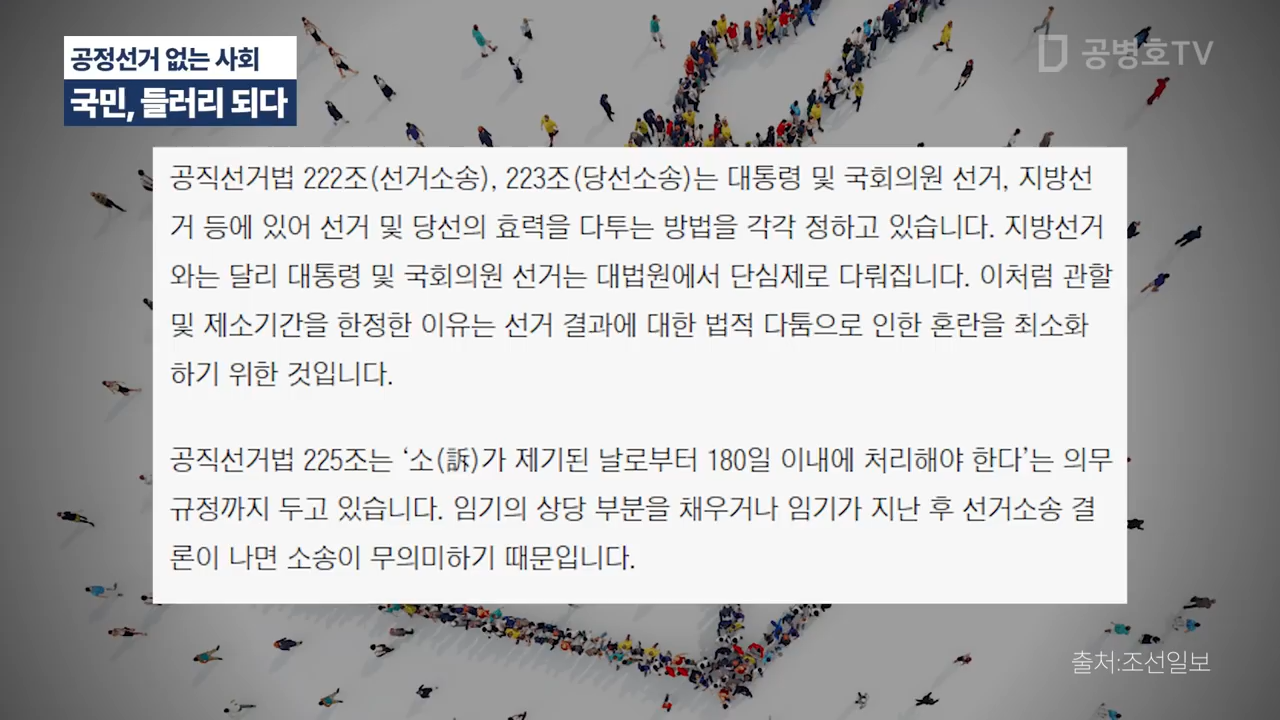 공정선거 없는 사회
국민, 들러리 되다
공병호TV
공직선거법 222조(선거소송), 223조(당선소송)는 대통령 및 국회의원 선거, 지방선
거 등에 있어 선거 및 당선의 효력을 다투는 방법을 각각 정하고 있습니다. 지방선거
와는 달리 대통령 및 국회의원 선거는 대법원에서 단심제로 다뤄집니다. 이처럼 관할
및 제소기간을 한정한 이유는 선거 결과에 대한 법적 다툼으로 인한 혼란을 최소화
하기 위한 것입니다.
공직선거법 225조는 ‘소(訴)가 제기된 날로부터 180일 이내에 처리해야 한다’는 의무
규정까지 두고 있습니다. 임기의 상당 부분을 채우거나 임기가 지난 후 선거소송 결
론이 나면 소송이 무의미하기 때문입니다.
출처:조선일보